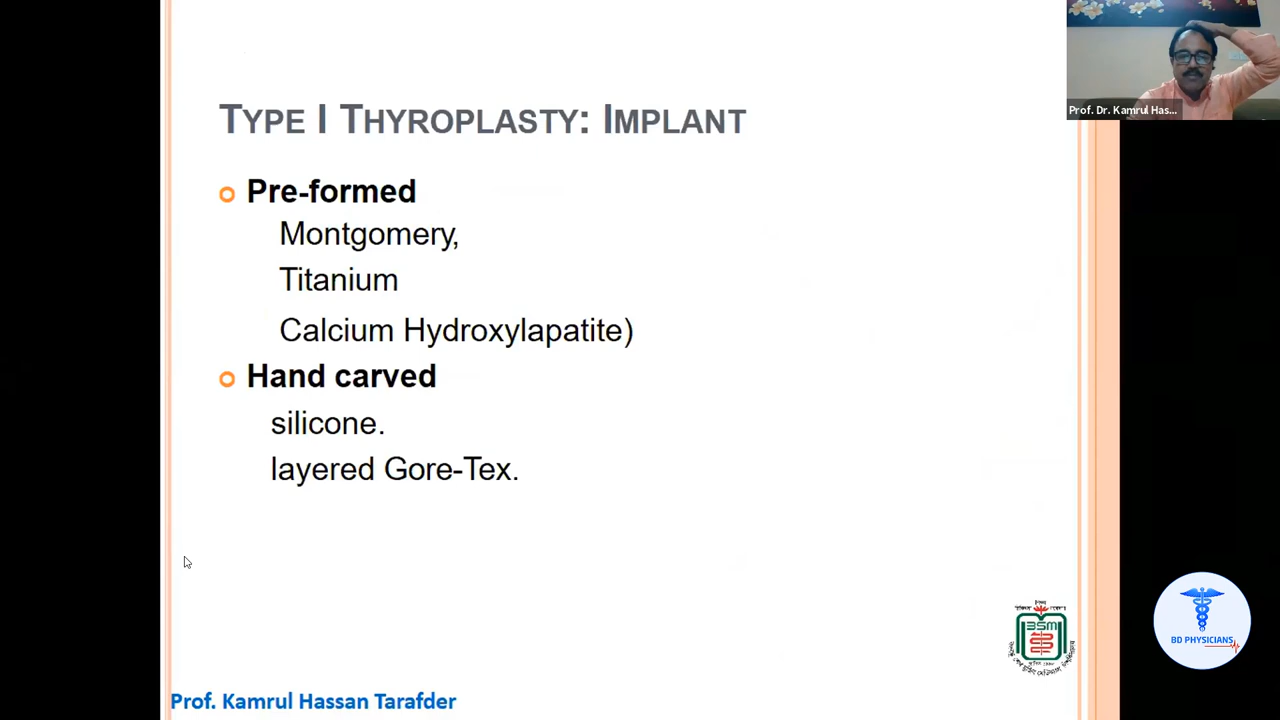 Prof. Dr. Kamrul Has...
TYPE I THYROPLASTY: IMPLANT
Pre-formed
Montgomery,
Titanium
Calcium Hydroxylapatite)
Hand carved
silicone.
layered Gore-Tex.
BSM
BD PHYSICIANS
Prof. Kamrul Hassan Tarafder